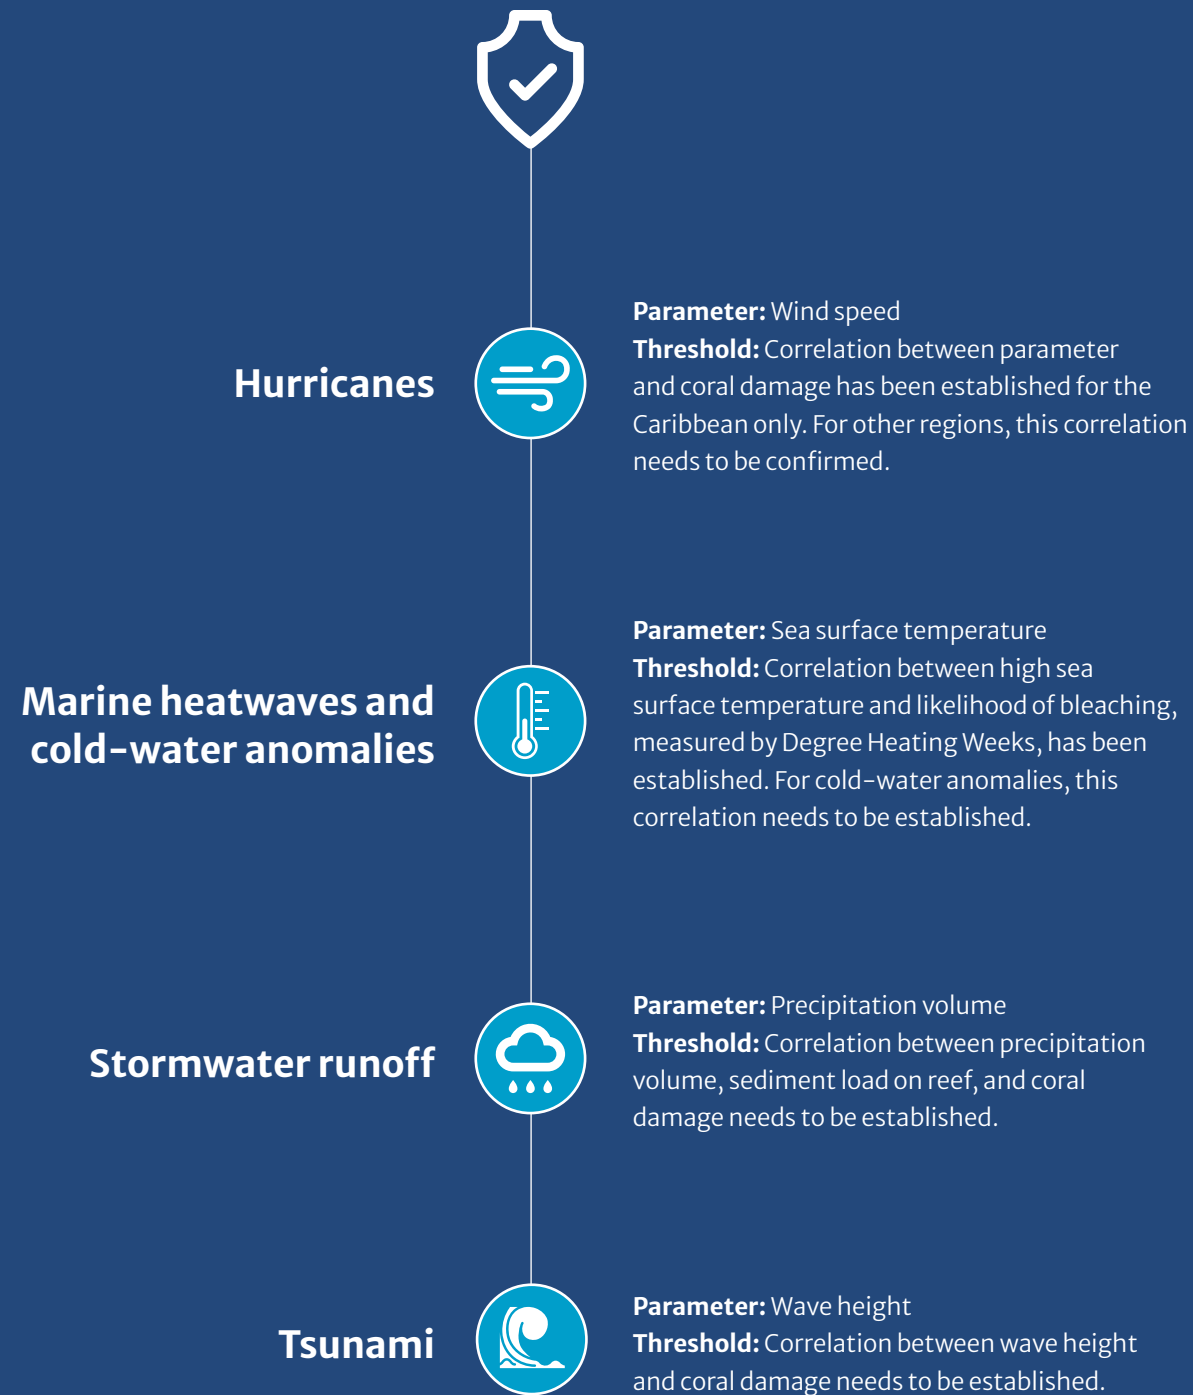 Hurricanes
Parameter: Wind speed
Threshold: Correlation between parameter
and coral damage has been established for the
Caribbean only. For other regions, this correlation
needs to be confirmed.
Marine heatwaves and
cold-water anomalies
Parameter: Sea surface temperature
Threshold: Correlation between high sea
surface temperature and likelihood of bleaching,
measured by Degree Heating Weeks, has been
established. For cold-water anomalies, this
correlation needs to be established.
Stormwater runoff
Parameter: Precipitation volume
Threshold: Correlation between precipitation
volume, sediment load on reef, and coral
damage needs to be established.
Tsunami
Parameter: Wave height
Threshold: Correlation between wave height
and coral damage needs to be established.